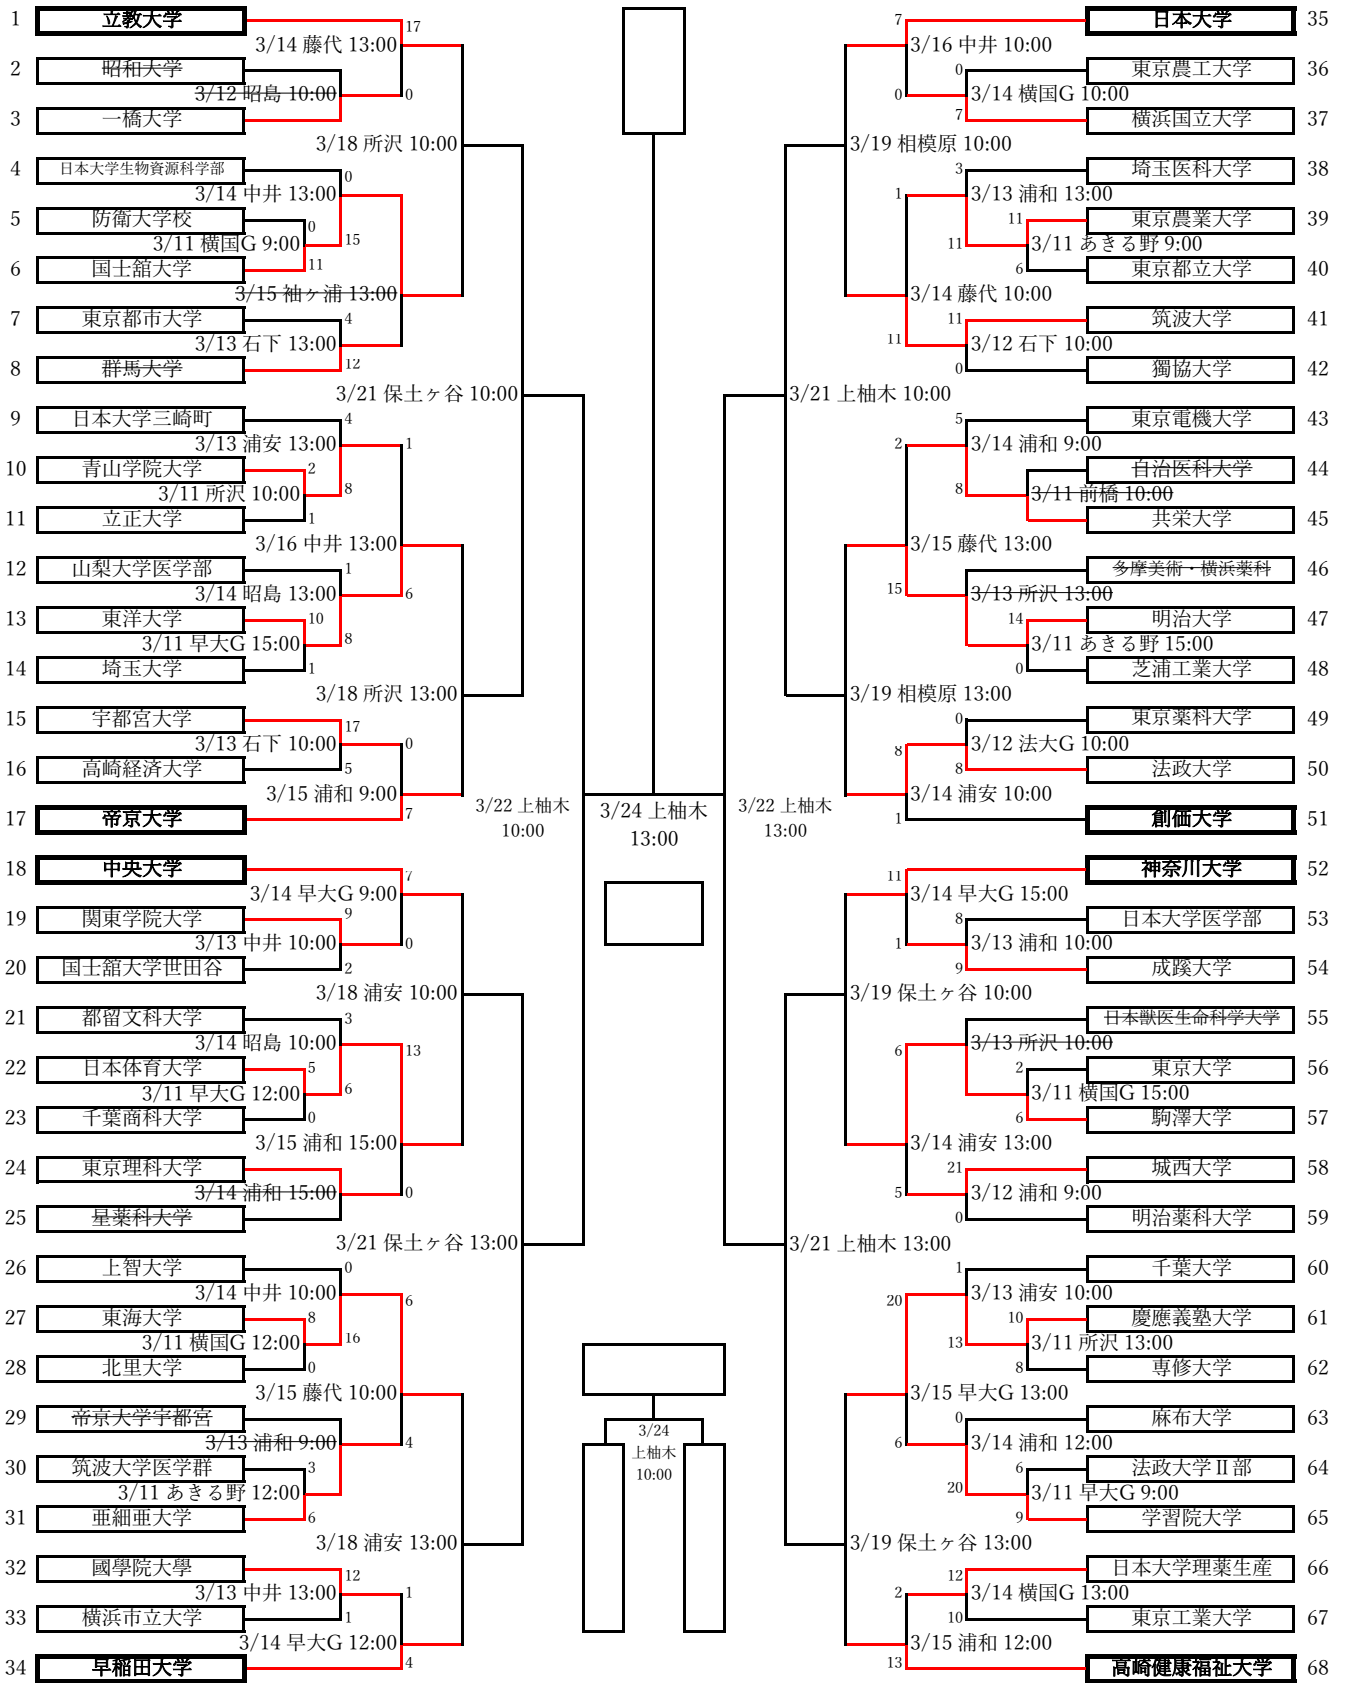 1 立教大学
17
3/14 藤代 13:00
2 昭和大学
3/12 昭島 10:00
0
3 一橋大学
3/18 所沢 10:00
4 日本大学生物資源科学部
0
3/14 中井 13:00
5 防衛大学校
0
15
3/11 横国G 9:00
6 国士舘大学
11
3/15 袖ヶ浦 13:00
7 東京都市大学
4
3/13 石下 13:00
8 群馬大学
12
3/21 保土ヶ谷 10:00
9 日本大学三崎町
4
3/13 浦安 13:00
1
10 青山学院大学
2
3/11 所沢 10:00
8
11 立正大学
1
3/16 中井 13:00
12 山梨大学医学部
1
3/14 昭島 13:00
6
13 東洋大学
10
3/11 早大G 15:00
8
14 埼玉大学
1
3/18 所沢 13:00
15 宇都宮大学
17
3/13 石下 10:00
0
16 高崎経済大学
5
3/15 浦和 9:00
17 帝京大学
7
3/22 上柚木
10:00
18 中央大学
7
3/14 早大G 9:00
19 関東学院大学
9
3/13 中井 10:00
0
20 国士舘大学世田谷
2
3/18 浦安 10:00
21 都留文科大学
3
3/14 昭島 10:00
13
22 日本体育大学
5
3/11 早大G 12:00
6
23 千葉商科大学
0
3/15 浦和 15:00
24 東京理科大学
3/14 浦和 15:00
0
25 星薬科大学
3/21 保土ヶ谷 13:00
26 上智大学
0
3/14 中井 10:00
6
27 東海大学
8
3/11 横国G 12:00
16
28 北里大学
0
3/15 藤代 10:00
29 帝京大学宇都宮
3/13 浦和 9:00
4
30 筑波大学医学群
3
3/11 あきる野 12:00
31 亜細亜大学
6
3/18 浦安 13:00
32 國學院大學
12
3/13 中井 13:00
1
33 横浜市立大学
1
3/14 早大G 12:00
34 早稲田大学
4
3/24 上柚木
13:00
3/24
上柚木
10:00
7
日本大学 35
3/16 中井 10:00
0
東京農工大学 36
0
3/14 横国G 10:00
7
横浜国立大学 37
3/19 相模原 10:00
3
埼玉医科大学 38
1
3/13 浦和 13:00
11
東京農業大学 39
11
3/11 あきる野 9:00
6
東京都立大学 40
3/14 藤代 10:00
11
筑波大学 41
11
3/12 石下 10:00
0
獨協大学 42
3/21 上柚木 10:00
5
東京電機大学 43
2
3/14 浦和 9:00
自治医科大学 44
8
3/11 前橋 10:00
共栄大学 45
3/15 藤代 13:00
多摩美術・横浜薬科 46
15
3/13 所沢 13:00
14
明治大学 47
3/11 あきる野 15:00
0
芝浦工業大学 48
3/19 相模原 13:00
0
東京薬科大学 49
8
3/12 法大G 10:00
8
法政大学 50
3/14 浦安 10:00
1
創価大学 51
3/22 上柚木
13:00
11
神奈川大学 52
3/14 早大G 15:00
8
日本大学医学部 53
1
3/13 浦和 10:00
9
成蹊大学 54
3/19 保土ヶ谷 10:00
日本獣医生命科学大学 55
6
3/13 所沢 10:00
2
東京大学 56
3/11 横国G 15:00
6
駒澤大学 57
3/14 浦安 13:00
21
城西大学 58
5
3/12 浦和 9:00
0
明治薬科大学 59
3/21 上柚木 13:00
1
千葉大学 60
20
3/13 浦安 10:00
10
慶應義塾大学 61
13
3/11 所沢 13:00
8
専修大学 62
3/15 早大G 13:00
0
麻布大学 63
6
3/14 浦和 12:00
6
法政大学Ⅱ部 64
20
3/11 早大G 9:00
9
学習院大学 65
3/19 保土ヶ谷 13:00
12
日本大学理薬生産 66
2
3/14 横国G 13:00
10
東京工業大学 67
3/15 浦和 12:00
13
高崎健康福祉大学 68